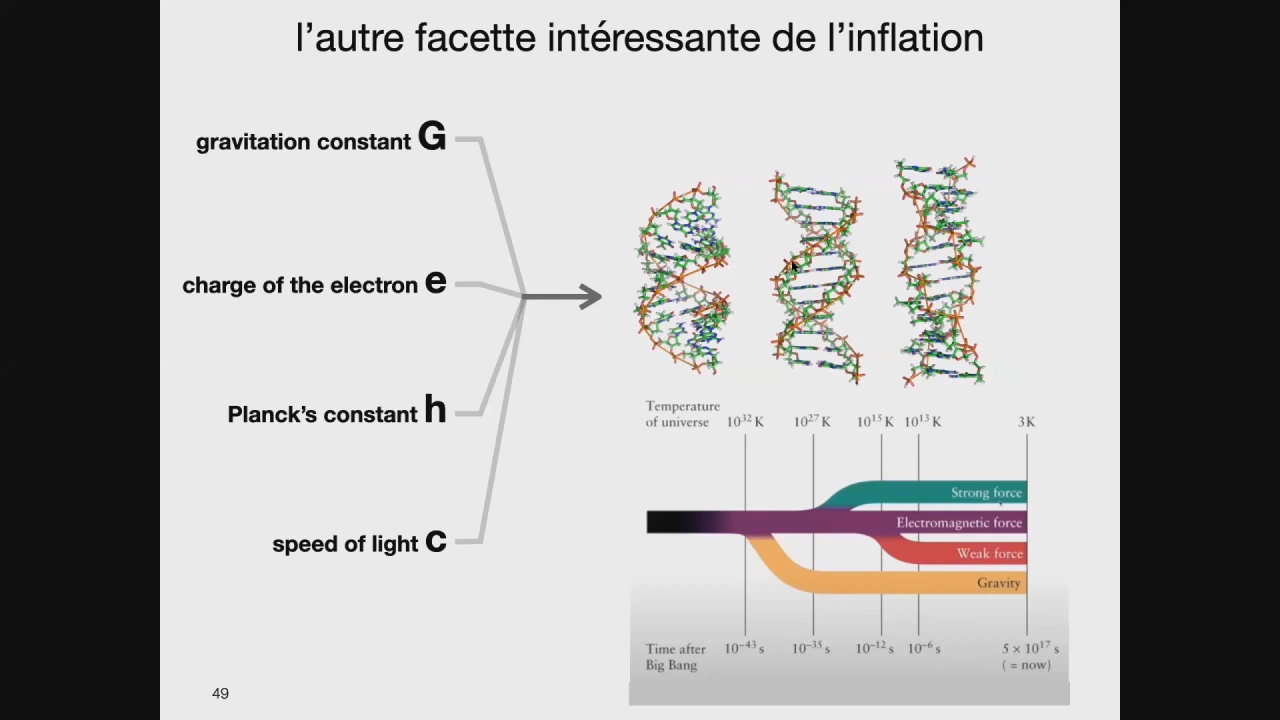 l’autre facette intéressante de l’inflation
gravitation constant G
charge of the electron e
Planck’s constant h
speed of light c
Temperature
of universe 10³² K 10²⁷ K 10¹⁵ K 10¹³ K 3K
Strong force
Electromagnetic force
Weak force
Gravity
Time after 10⁻⁴³ s 10⁻³⁵ s 10⁻¹² s 10⁻⁶ s 5 × 10¹⁷ s
Big Bang ( = now)
49